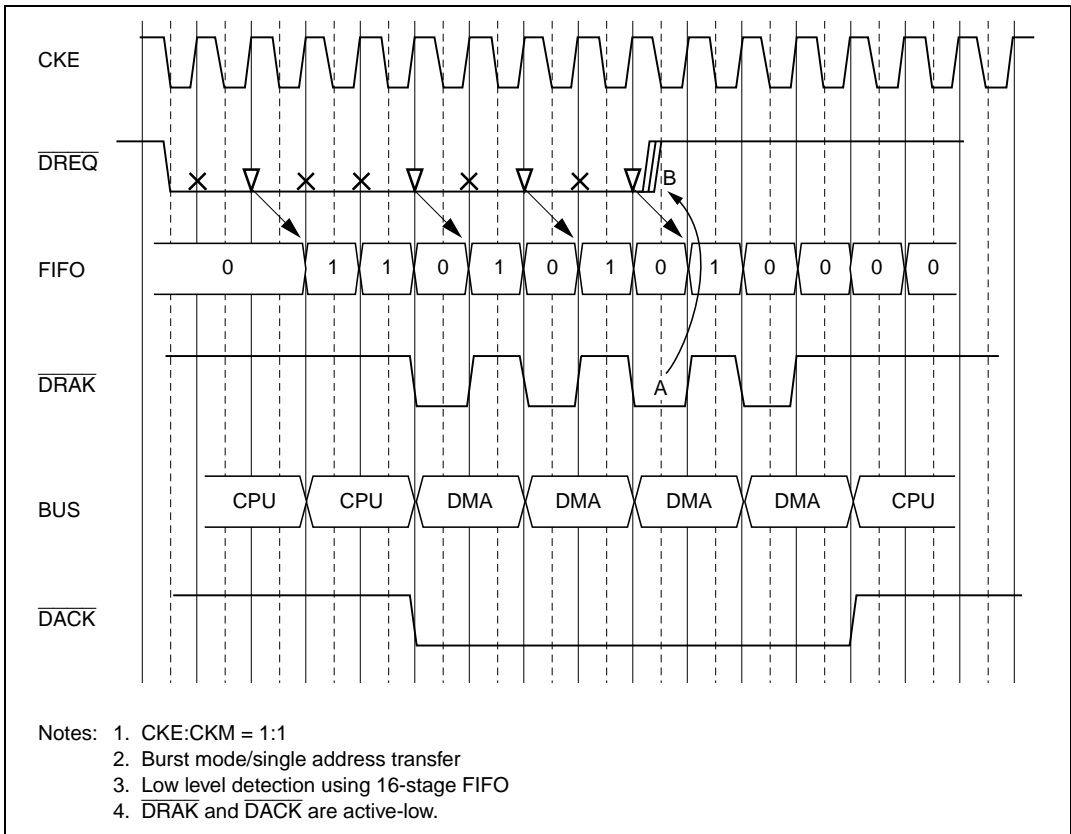 CKE
DREQ
B
FIFO 0 1 1 0 1 0 1 0 1 0 0 0 0
DRAK
A
BUS CPU CPU DMA DMA DMA DMA CPU
DACK
Notes: 1. CKE:CKM = 1:1
2. Burst mode/single address transfer
3. Low level detection using 16-stage FIFO
4. DRAK and DACK are active-low.